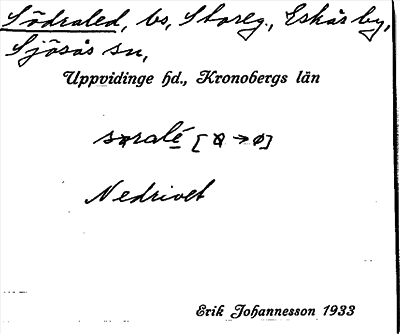 Södraled, bs, Storeg., Eskås by,
Sjösås sn,
Uppvidinge hd., Kronobergs län
Nedrivet
Erik Johannesson 1933